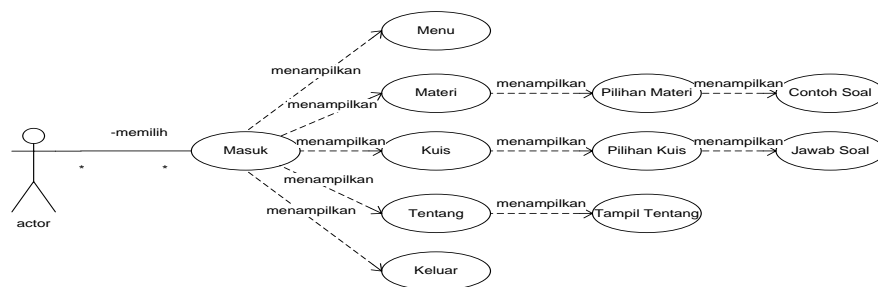 Menu
menampilkan
menampilkan
Materi
menampilkan
Pilihan Materi
menampilkan
Contoh Soal
-memilih
* *
Masuk
menampilkan
Kuis
menampilkan
Pilihan Kuis
menampilkan
Jawab Soal
menampilkan
menampilkan
Tentang
menampilkan
Tampil Tentang
Keluar
actor